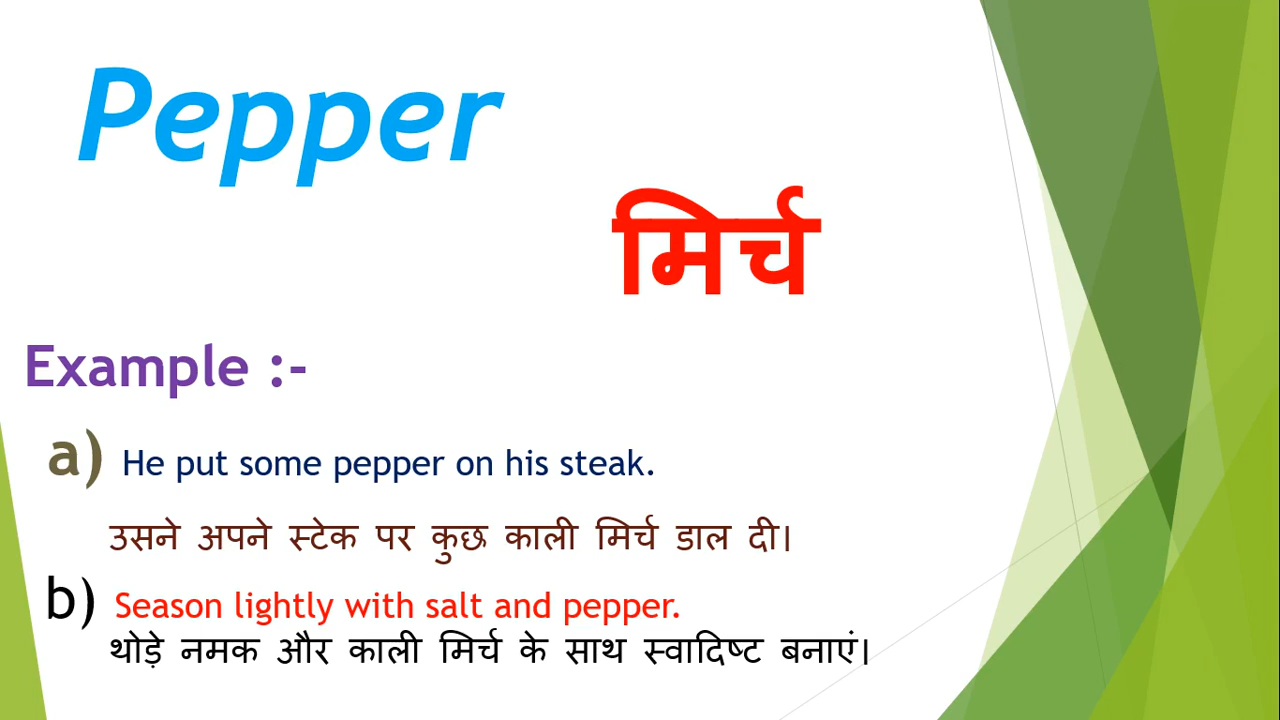 Pepper
मिर्च
Example :-
a) He put some pepper on his steak.
उसने अपने स्टेक पर कुछ काली मिर्च डाल दी।
b) Season lightly with salt and pepper.
थोड़े नमक और काली मिर्च के साथ स्वादिष्ट बनाएं।